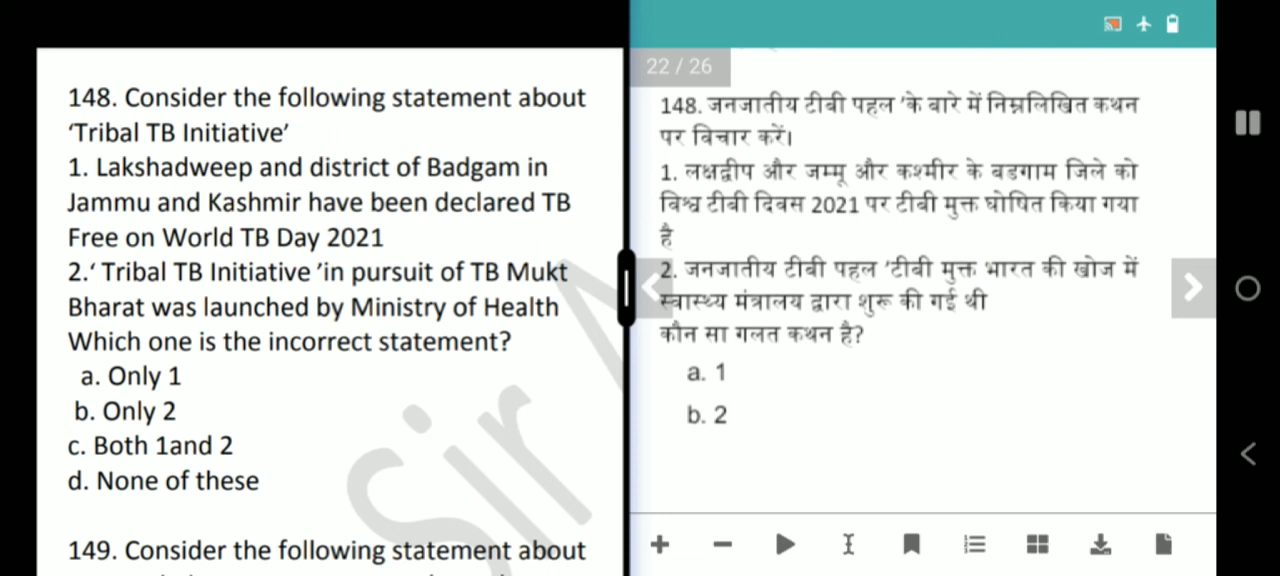 148. Consider the following statement about
‘Tribal TB Initiative’
1. Lakshadweep and district of Badgam in
Jammu and Kashmir have been declared TB
Free on World TB Day 2021
2.‘ Tribal TB Initiative ’in pursuit of TB Mukt
Bharat was launched by Ministry of Health
Which one is the incorrect statement?
a. Only 1
b. Only 2
c. Both 1and 2
d. None of these
149. Consider the following statement about
Sir
22 / 26
148. जनजातीय टीबी पहल 'के बारे में निम्नलिखित कथन
पर विचार करें।
1. लक्षद्वीप और जम्मू और कश्मीर के बडगाम जिले को
विश्व टीबी दिवस 2021 पर टीबी मुक्त घोषित किया गया
है
2. जनजातीय टीबी पहल 'टीबी मुक्त भारत की खोज में
स्वास्थ्य मंत्रालय द्वारा शुरू की गई थी
कौन सा गलत कथन है?
a. 1
b. 2